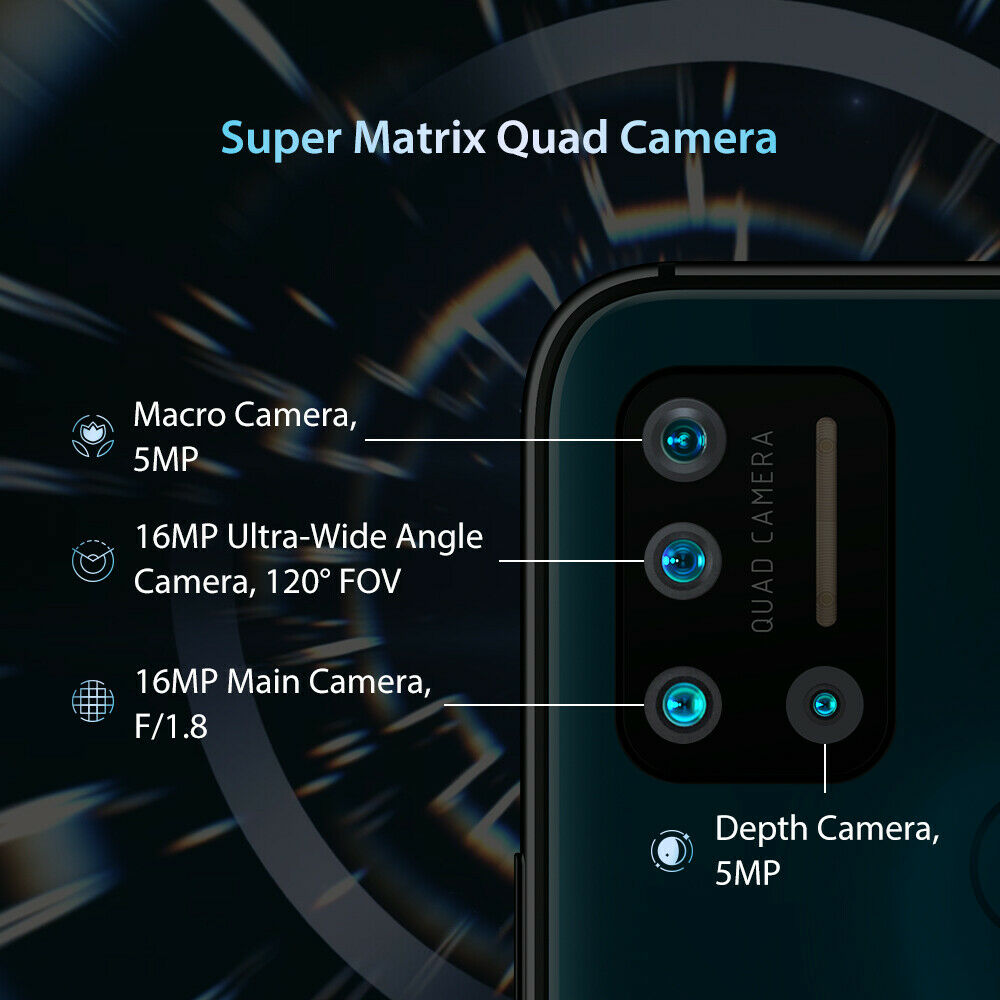 Super Matrix Quad Camera
Macro Camera,
5MP
16MP Ultra-Wide Angle
Camera, 120° FOV
16MP Main Camera,
F/1.8
QUAD CAMERA
Depth Camera,
5MP